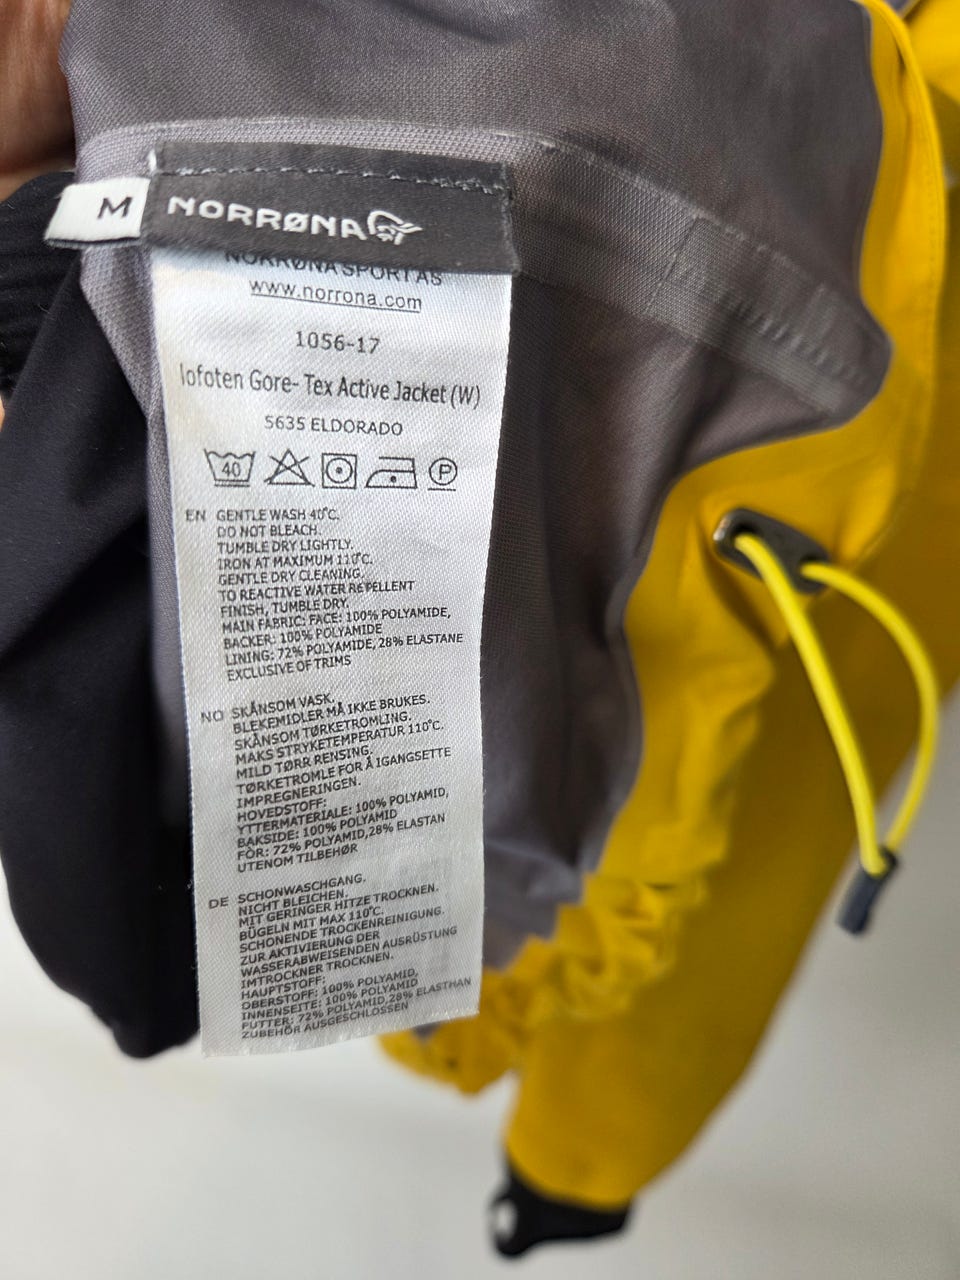 M
NORRØNA
NORRØNA SPORT AS
www.norrona.com
1056-17
lofoten Gore- Tex Active Jacket (W)
5635 ELDORADO
40 P
EN GENTLE WASH 40°C.
DO NOT BLEACH.
TUMBLE DRY LIGHTLY.
IRON AT MAXIMUM 110°C.
GENTLE DRY CLEANING.
TO REACTIVE WATER REPELLENT
FINISH, TUMBLE DRY.
MAIN FABRIC: FACE: 100% POLYAMIDE,
BACKER: 100% POLYAMIDE
LINING: 72% POLYAMIDE, 28% ELASTANE
EXCLUSIVE OF TRIMS
NO SKÅNSOM VASK.
BLEKEMIDLER MÅ IKKE BRUKES.
SKÅNSOM TØRKETROMLING.
MAKS STRYKETEMPERATUR 110°C.
MILD TØRR RENSING.
TØRKETROMLE FOR Å IGANGSETTE
IMPREGNERINGEN.
HOVEDSTOFF:
YTTERMATERIALE: 100% POLYAMID,
BAKSIDE: 100% POLYAMID
FÔR: 72% POLYAMID,28% ELASTAN
UTENOM TILBEHØR
DE SCHONWASCHGANG.
NICHT BLEICHEN.
MIT GERINGER HITZE TROCKNEN.
BÜGELN MIT MAX 110°C.
SCHONENDE TROCKENREINIGUNG.
ZUR AKTIVIERUNG DER
WASSERABWEISENDEN AUSRÜSTUNG
IMTROCKNER TROCKNEN.
HAUPTSTOFF:
OBERSTOFF: 100% POLYAMID,
INNENSEITE: 100% POLYAMID
FUTTER: 72% POLYAMID,28% ELASTHAN
ZUBEHÖR AUSGESCHLOSSEN